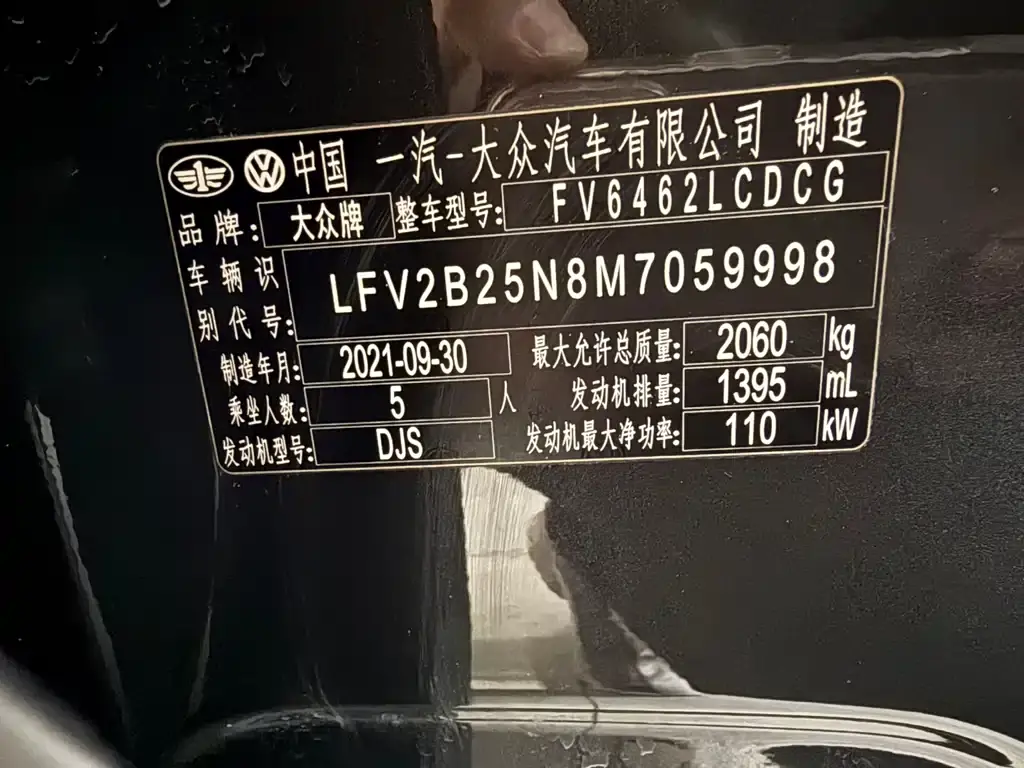 中国 一汽-大众汽车有限公司 制造
品牌: 大众牌 整车型号: FV6462LCDCG
车辆识别代号: LFV2B25N8M7059998
制造年月: 2021-09-30 最大允许总质量: 2060 kg
乘坐人数: 5 人 发动机排量: 1395 mL
发动机型号: DJS 发动机最大净功率: 110 kW